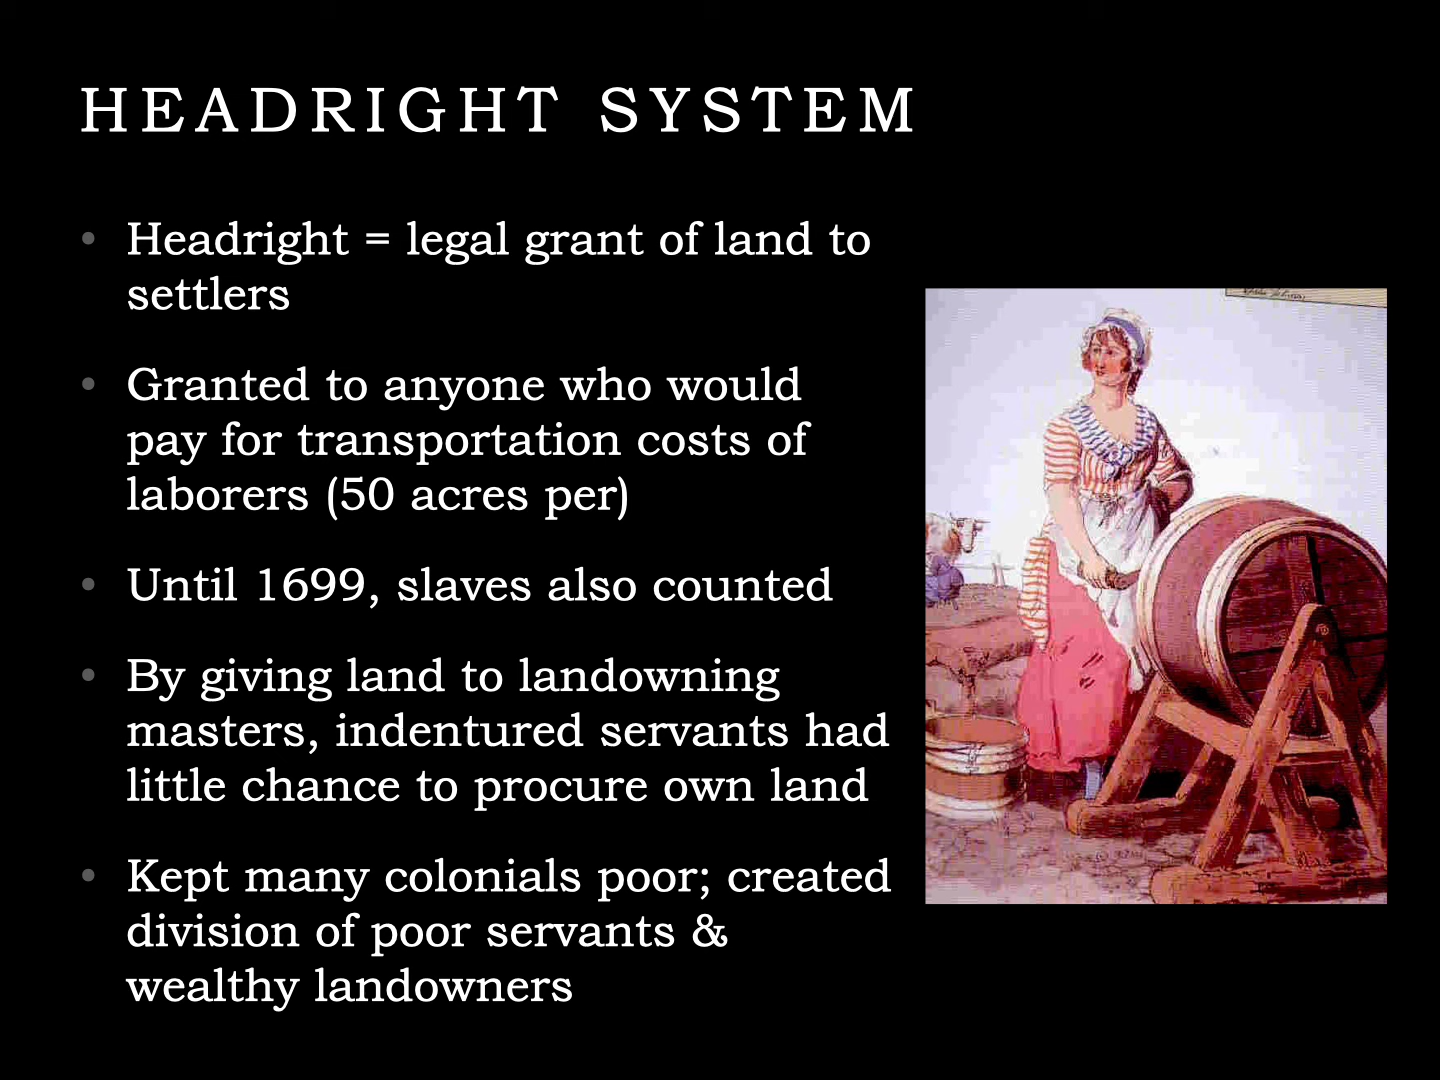 HEADRIGHT SYSTEM
• Headright = legal grant of land to
settlers
• Granted to anyone who would
pay for transportation costs of
laborers (50 acres per)
• Until 1699, slaves also counted
• By giving land to landowning
masters, indentured servants had
little chance to procure own land
• Kept many colonials poor; created
division of poor servants &
wealthy landowners